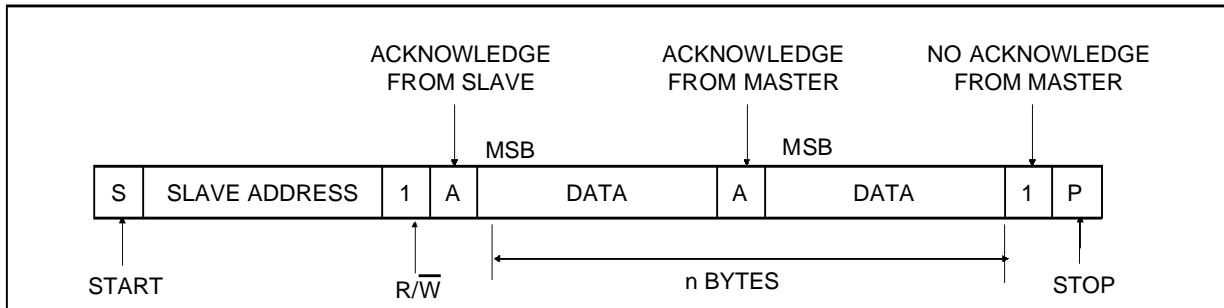 ACKNOWLEDGE
FROM SLAVE
ACKNOWLEDGE
FROM MASTER
NO ACKNOWLEDGE
FROM MASTER
MSB
MSB
S SLAVE ADDRESS 1 A DATA A DATA 1 P
START
R/W̅
n BYTES
STOP